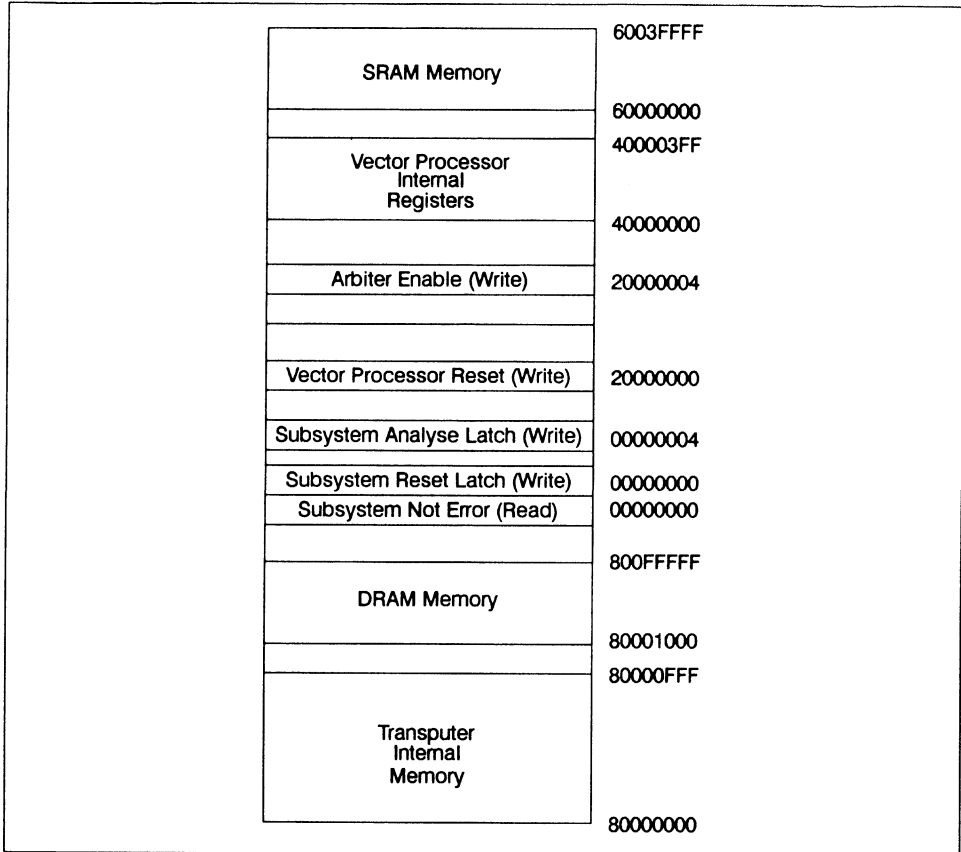 6003FFFF
SRAM Memory
60000000
400003FF
Vector Processor
Internal
Registers
40000000
Arbiter Enable (Write) 20000004
Vector Processor Reset (Write) 20000000
Subsystem Analyse Latch (Write) 00000004
Subsystem Reset Latch (Write) 00000000
Subsystem Not Error (Read) 00000000
800FFFFF
DRAM Memory
80001000
80000FFF
Transputer
Internal
Memory
80000000